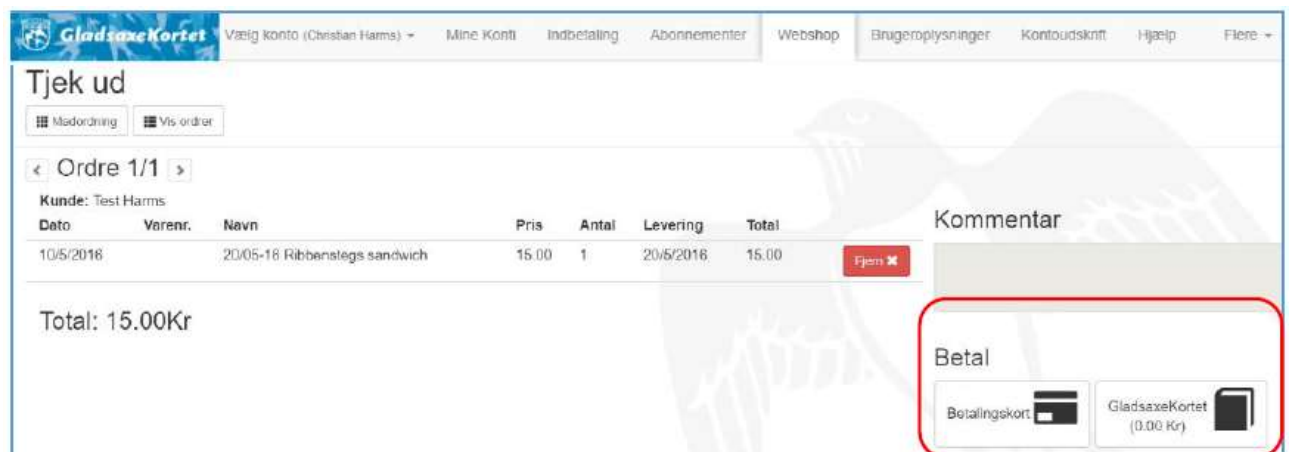 GladsaxeKortet Vælg konto (Christian Harms) Mine Konti Indbetaling Abonnementer Webshop Brugeroplysninger Kontoudskrift Hjælp Flere
Tjek ud
Madordning Vis ordrer
Ordre 1/1
Kunde: Test Harms
Dato Varenr. Navn Pris Antal Levering Total
10/5/2016 20/05-16 Ribbenstegs sandwich 15.00 1 20/5/2016 15.00 Fjern
Total: 15.00Kr
Kommentar
Betal
Betalingskort
GladsaxeKortet
(0.00 Kr)